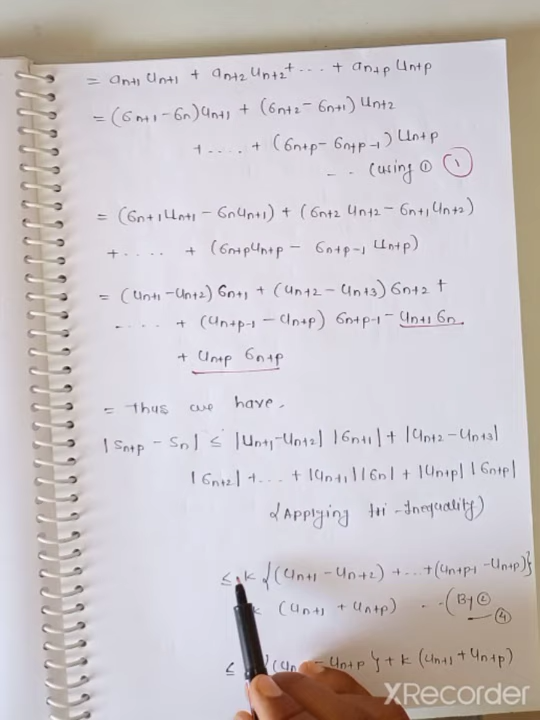 = an+1 un+1 + an+2 un+2 + .... + an+p un+p
= (6n+1 - 6n) un+1 + (6n+2 - 6n+1) un+2
+ .... + (6n+p - 6n+p-1) un+p
- . (using ① ①
= (6n+1 un+1 - 6n un+1) + (6n+2 un+2 - 6n+1 un+2)
+ .... + (6n+p un+p - 6n+p-1 un+p)
= (un+1 - un+2) 6n+1 + (un+2 - un+3) 6n+2 +
..... + (un+p-1 - un+p) 6n+p-1 - un+1 6n
+ un+p 6n+p
= Thus we have.
|Sn+p - Sn| ≤ |un+1 - un+2| |6n+1| + |un+2 - un+3|
|6n+2| + ... + |un+1| |6n| + |un+p| |6n+p|
{Applying tri-Inequality)
≤ k {(un+1 - un+2) + ... + (un+p-1 - un+p)}
k (un+1 + un+p) - - (By ②
④
≤ - un+p } + k (un+1 + un+p)
XRecorder